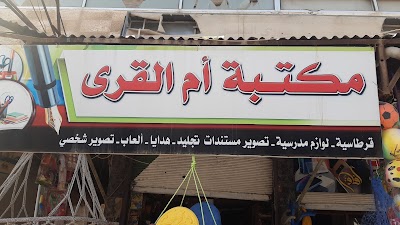 مكتبة أم القرى
قرطاسية - لوازم مدرسية - تصوير مستندات تجليد - هدايا - ألعاب - تصوير شخصي